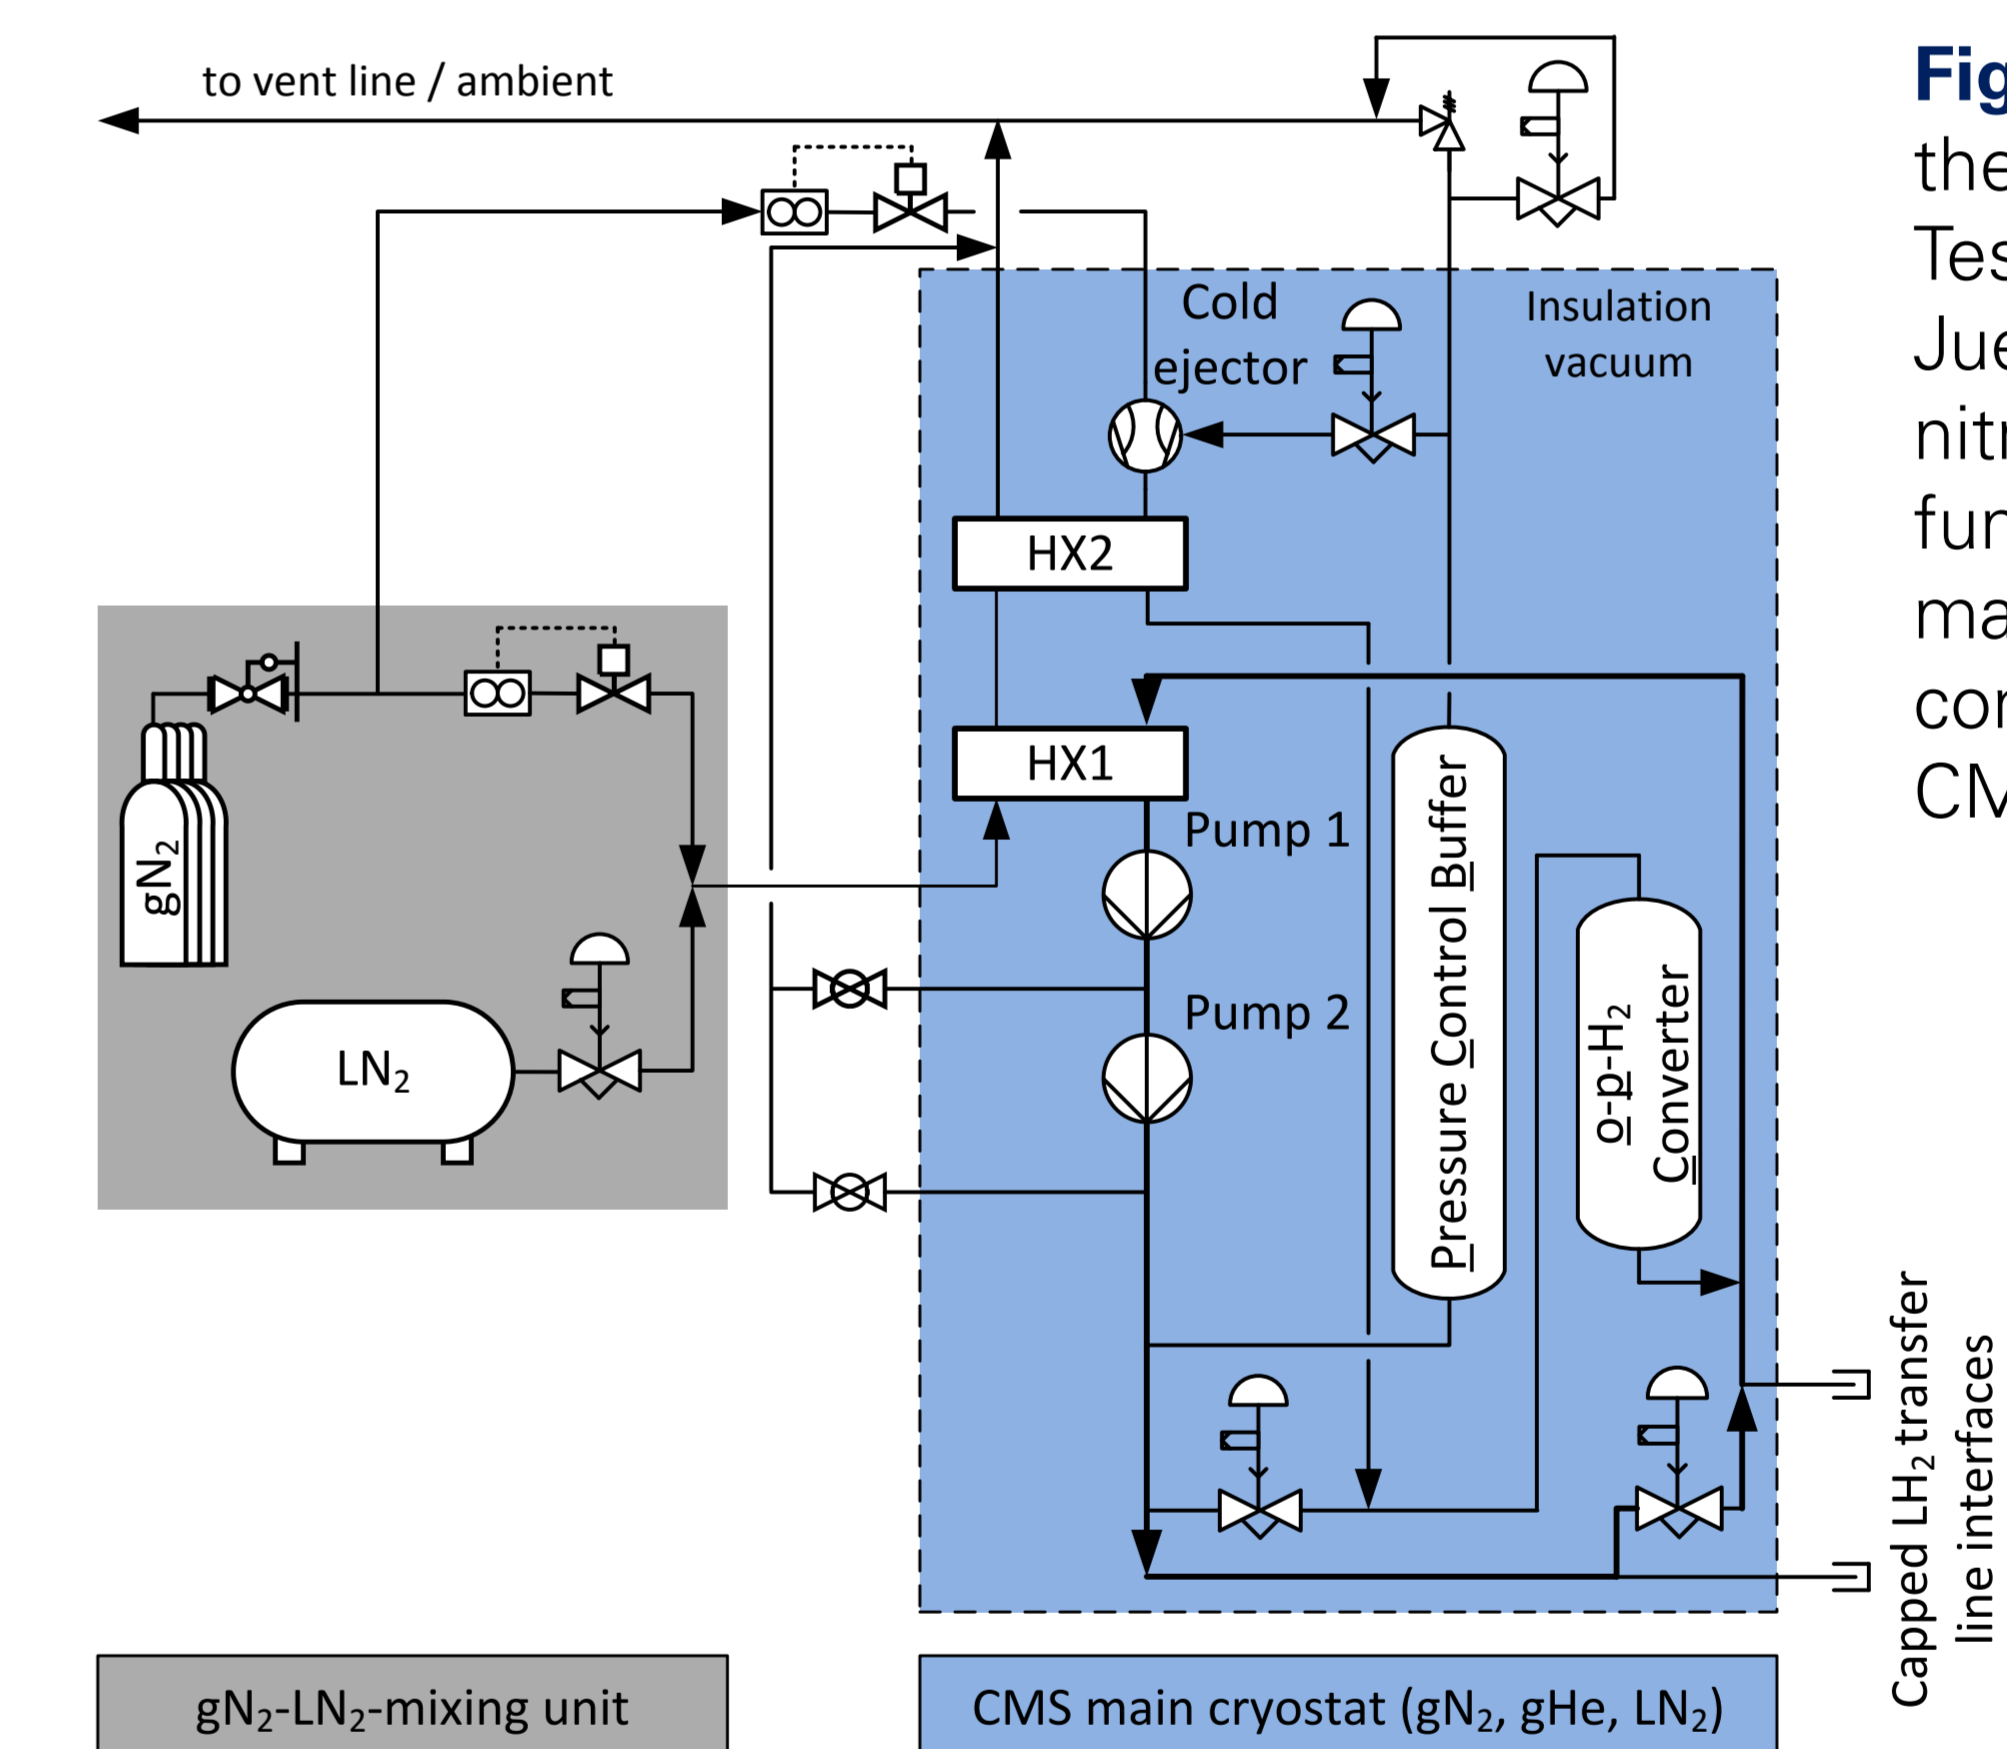 to vent line / ambient
Cold
ejector
Insulation
vacuum
HX2
HX1
Pump 1
Pump 2
gN₂
LN₂
Pressure Control Buffer
o-p-H₂
Converter
Capped LH₂ transfer
line interfaces
gN₂-LN₂-mixing unit
CMS main cryostat (gN₂, gHe, LN₂)
Fig
the
Tes
Jue
nitr
fun
ma
con
CM